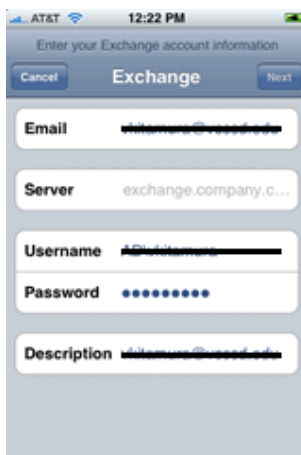 AT&T 12:22 PM
Enter your Exchange account information
Cancel Exchange Next
Email
Server exchange.company.c...
Username
Password ●●●●●●●●●
Description